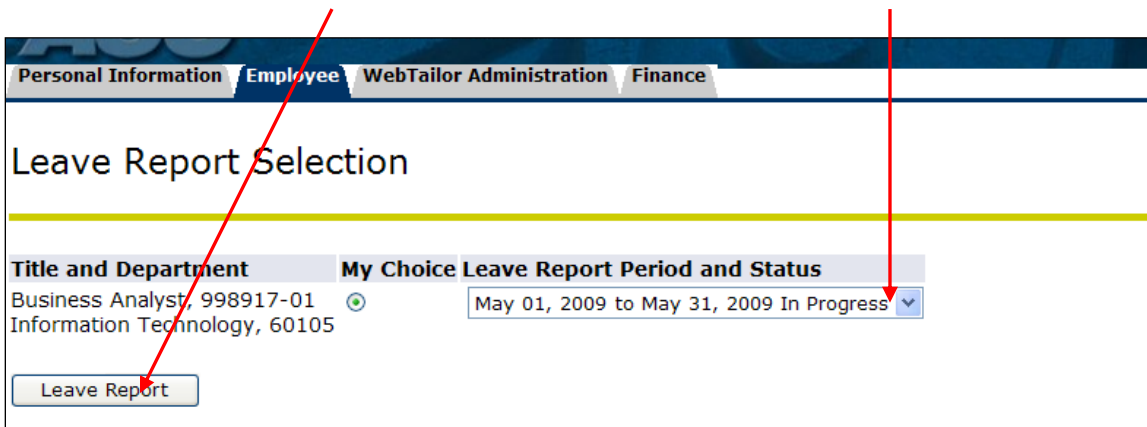 Personal Information Employee WebTailor Administration Finance
Leave Report Selection
Title and Department My Choice Leave Report Period and Status
Business Analyst, 998917-01 May 01, 2009 to May 31, 2009 In Progress
Information Technology, 60105
Leave Report